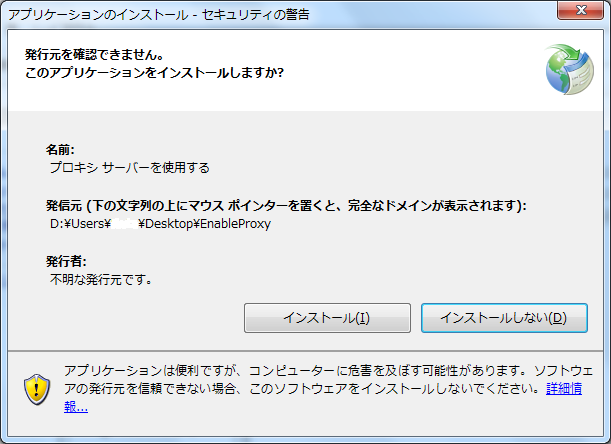 アプリケーションのインストール - セキュリティの警告
発行元を確認できません。
このアプリケーションをインストールしますか?
名前:
プロキシ サーバーを使用する
発信元 (下の文字列の上にマウス ポインターを置くと、完全なドメインが表示されます):
D:¥Users¥ ¥Desktop¥EnableProxy
発行者:
不明な発行元です。
インストール(I)
インストールしない(D)
アプリケーションは便利ですが、コンピューターに危害を及ぼす可能性があります。ソフトウェ
アの発行元を信頼できない場合、このソフトウェアをインストールしないでください。詳細情
報...